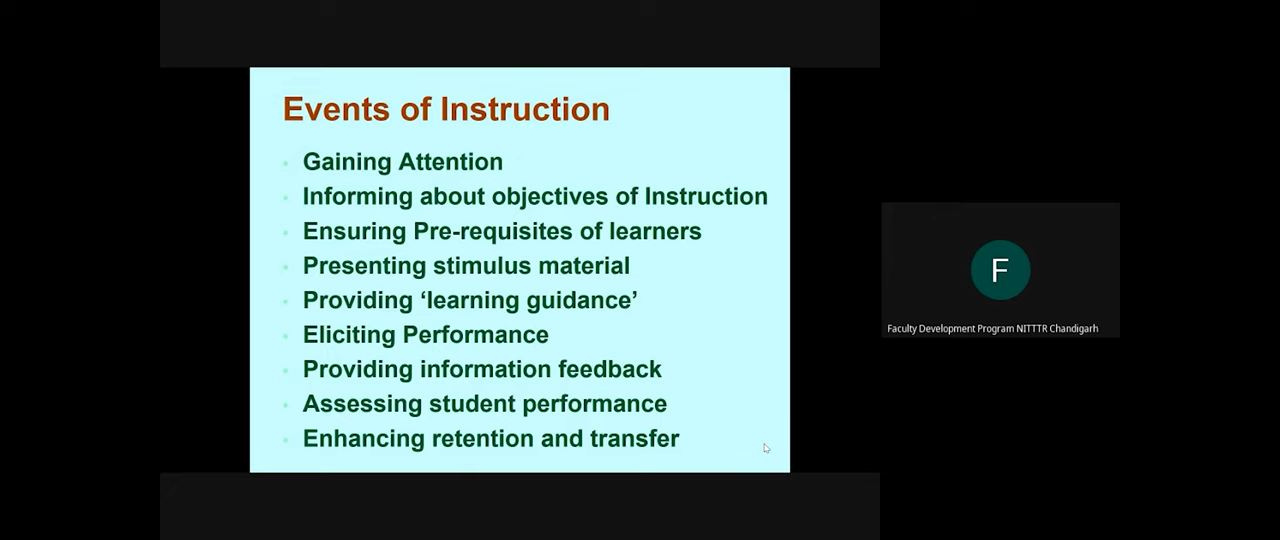 Events of Instruction
Gaining Attention
Informing about objectives of Instruction
Ensuring Pre-requisites of learners
Presenting stimulus material
Providing ‘learning guidance’
Eliciting Performance
Providing information feedback
Assessing student performance
Enhancing retention and transfer
F
Faculty Development Program NITTTR Chandigarh